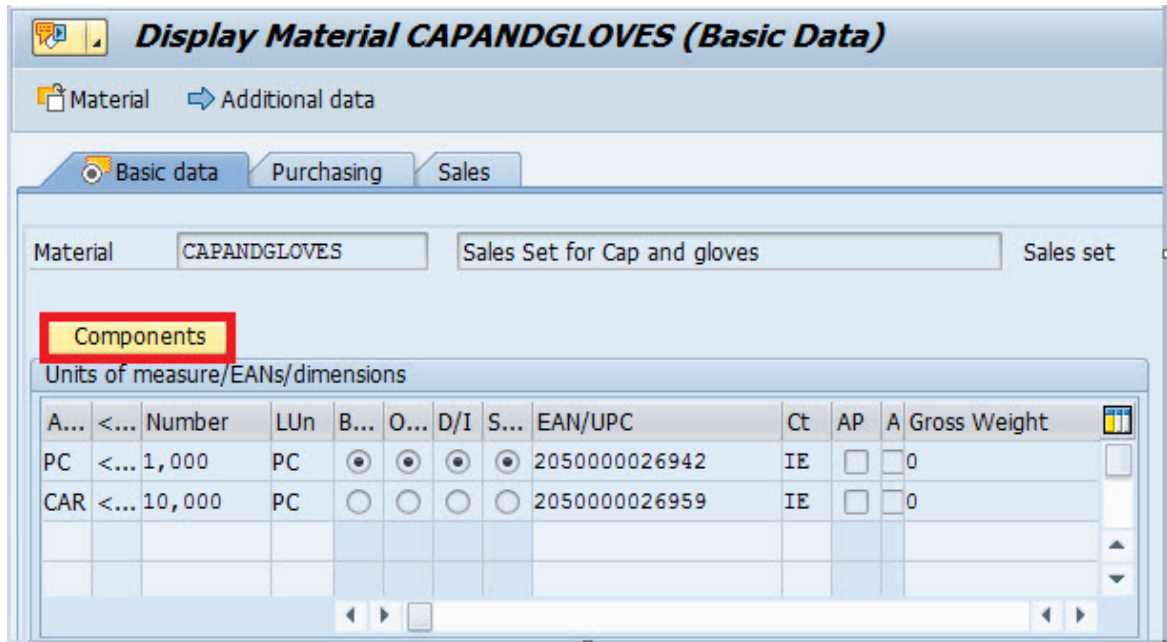 Display Material CAPANDGLOVES (Basic Data)
Material Additional data
Basic data Purchasing Sales
Material CAPANDGLOVES Sales Set for Cap and gloves Sales set
Components
Units of measure/EANs/dimensions
A... <... Number LUn B... O... D/I S... EAN/UPC Ct AP A Gross Weight
PC <... 1,000 PC 2050000026942 IE 0
CAR <... 10,000 PC 2050000026959 IE 0